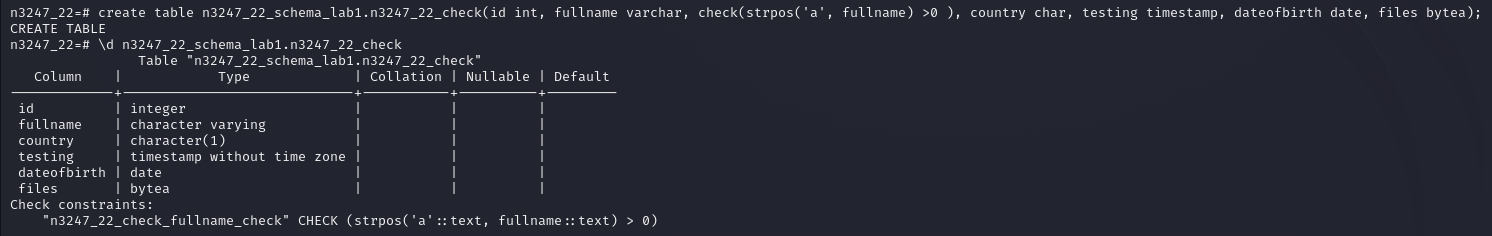 n3247_22=# create table n3247_22_schema_lab1.n3247_22_check(id int, fullname varchar, check(strpos('a', fullname) >0 ), country char, testing timestamp, dateofbirth date, files bytea);
CREATE TABLE
n3247_22=# \d n3247_22_schema_lab1.n3247_22_check
Table "n3247_22_schema_lab1.n3247_22_check"
Column | Type | Collation | Nullable | Default
id | integer | | |
fullname | character varying | | |
country | character(1) | | |
testing | timestamp without time zone | | |
dateofbirth | date | | |
files | bytea | | |
Check constraints:
"n3247_22_check_fullname_check" CHECK (strpos('a'::text, fullname::text) > 0)